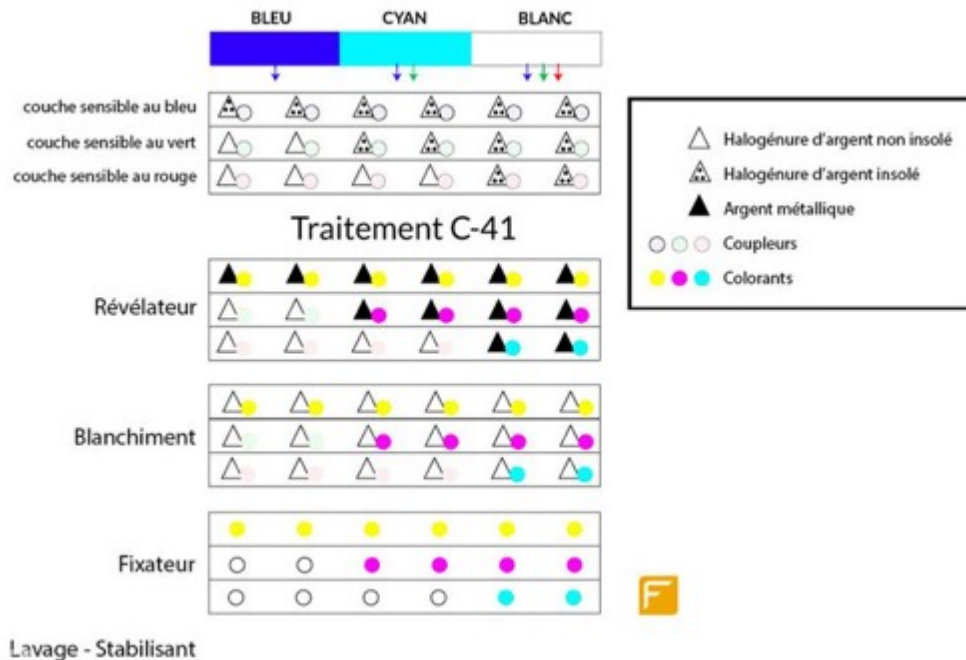 BLEU CYAN BLANC
couche sensible au bleu
couche sensible au vert
couche sensible au rouge
Halogénure d'argent non insolé
Halogénure d'argent insolé
Argent métallique
Coupleurs
Colorants
Traitement C-41
Révélateur
Blanchiment
Fixateur
F
Lavage - Stabilisant